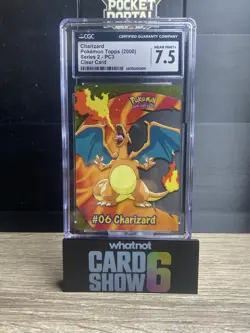 POCKET
PORTAL
CGC
CERTIFIED GUARANTY COMPANY
Charizard
Pokémon Topps (2000)
Series 2 - PC3
Clear Card
NEAR MINT+
7.5
POKéMON
#06 Charizard
whatnot
CARD
SHOW 6